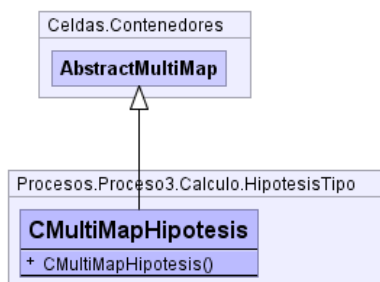 Celdas.Contenedores
AbstractMultiMap
Procesos.Proceso3.Calculo.HipotesisTipo
CMultiMapHipotesis
+ CMultiMapHipotesis()